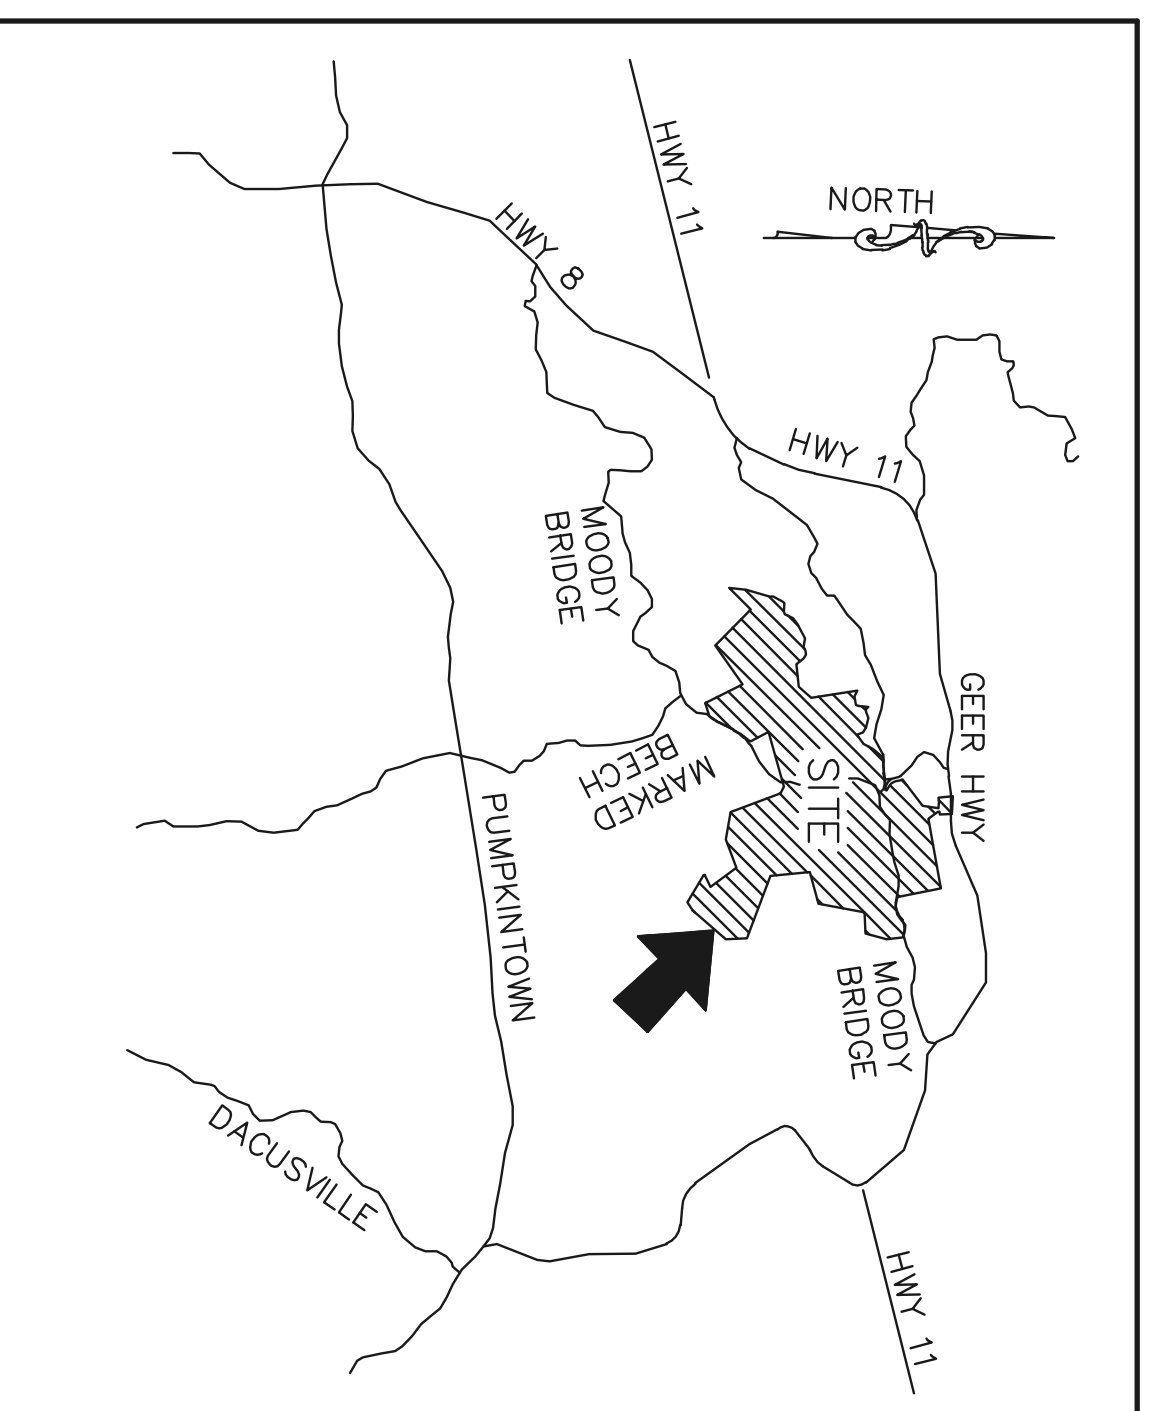 HWY 11
NORTH
HWY 8
HWY 11
MOODY
BRIDGE
GEER HWY
MARKED
BEECH
SITE
PUMPKINTOWN
MOODY
BRIDGE
DACUSVILLE
HWY 11